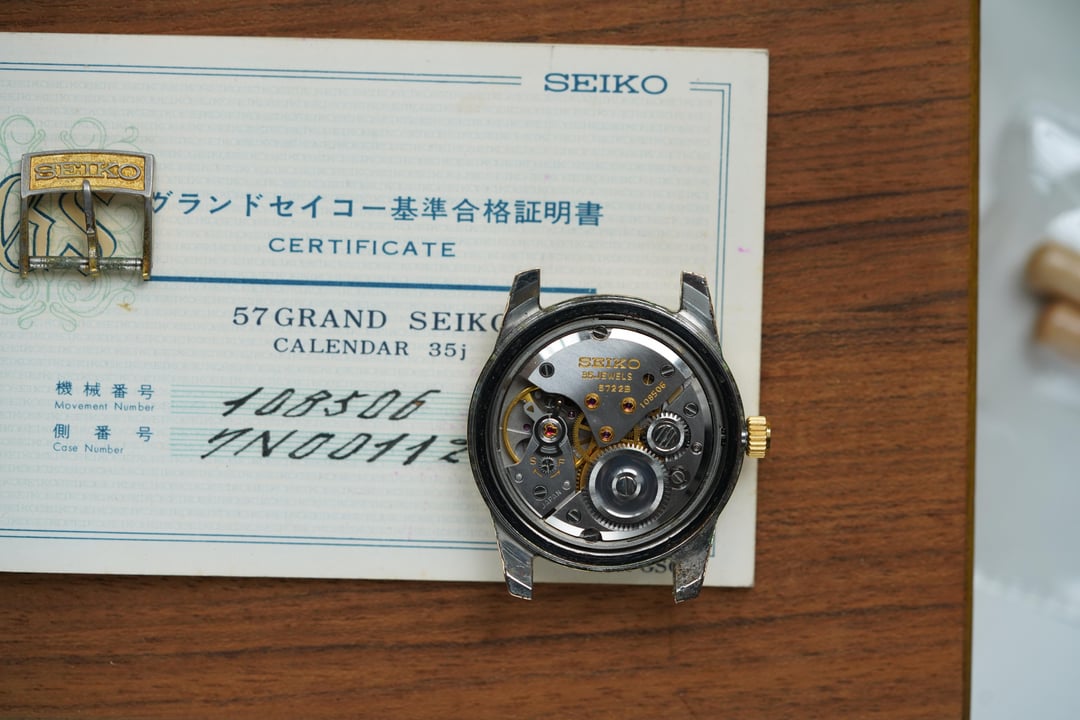 SEIKO
SEIKO
GS
グランドセイコー基準合格証明書
CERTIFICATE
57GRAND SEIKO
CALENDAR 35j
機械番号
Movement Number
108506
側番号
Case Number
7N00112
SEIKO
35 JEWELS
5722B
108506
S F
JAPAN